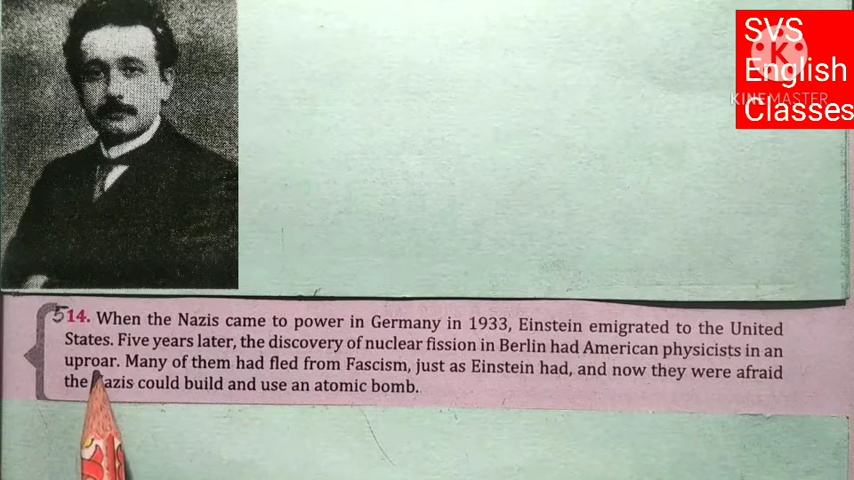 SVS
English
Classes
K
KINEMASTER
514. When the Nazis came to power in Germany in 1933, Einstein emigrated to the United
States. Five years later, the discovery of nuclear fission in Berlin had American physicists in an
uproar. Many of them had fled from Fascism, just as Einstein had, and now they were afraid
the Nazis could build and use an atomic bomb.